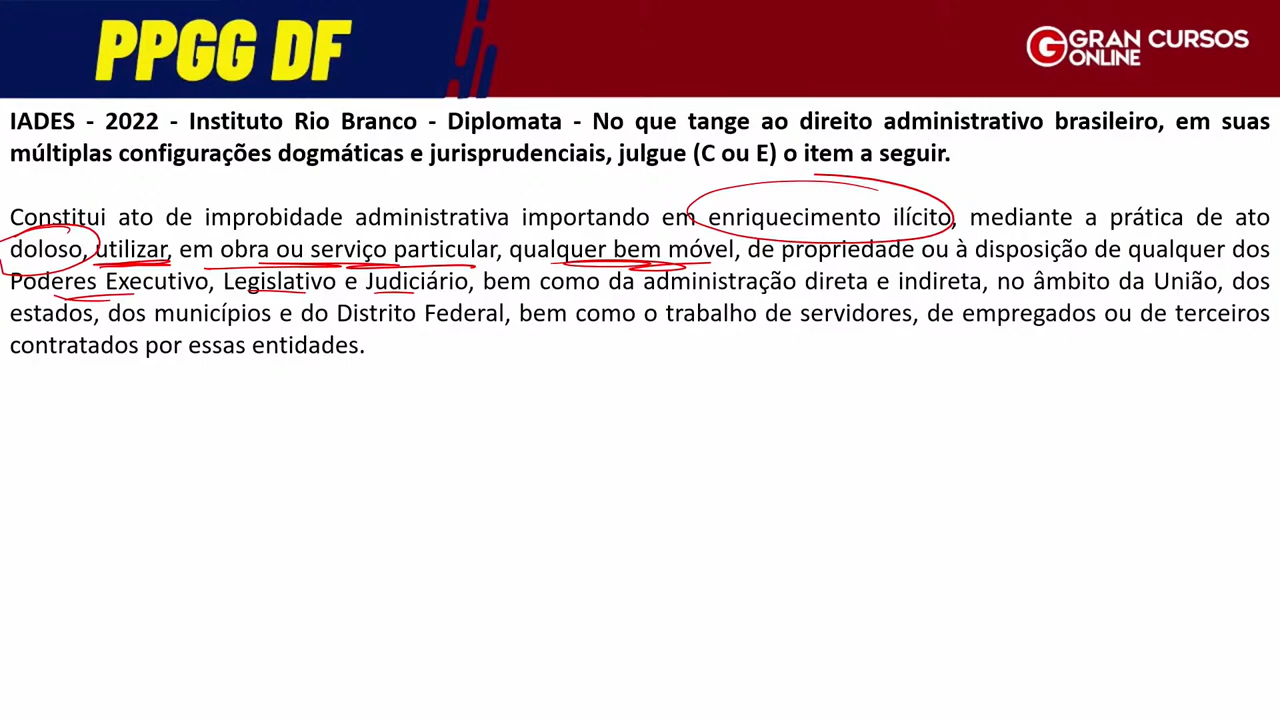 PPGG DF
GRAN CURSOS
ONLINE
IADES - 2022 - Instituto Rio Branco - Diplomata - No que tange ao direito administrativo brasileiro, em suas
múltiplas configurações dogmáticas e jurisprudenciais, julgue (C ou E) o item a seguir.
Constitui ato de improbidade administrativa importando em enriquecimento ilícito, mediante a prática de ato
doloso, utilizar, em obra ou serviço particular, qualquer bem móvel, de propriedade ou à disposição de qualquer dos
Poderes Executivo, Legislativo e Judiciário, bem como da administração direta e indireta, no âmbito da União, dos
estados, dos municípios e do Distrito Federal, bem como o trabalho de servidores, de empregados ou de terceiros
contratados por essas entidades.